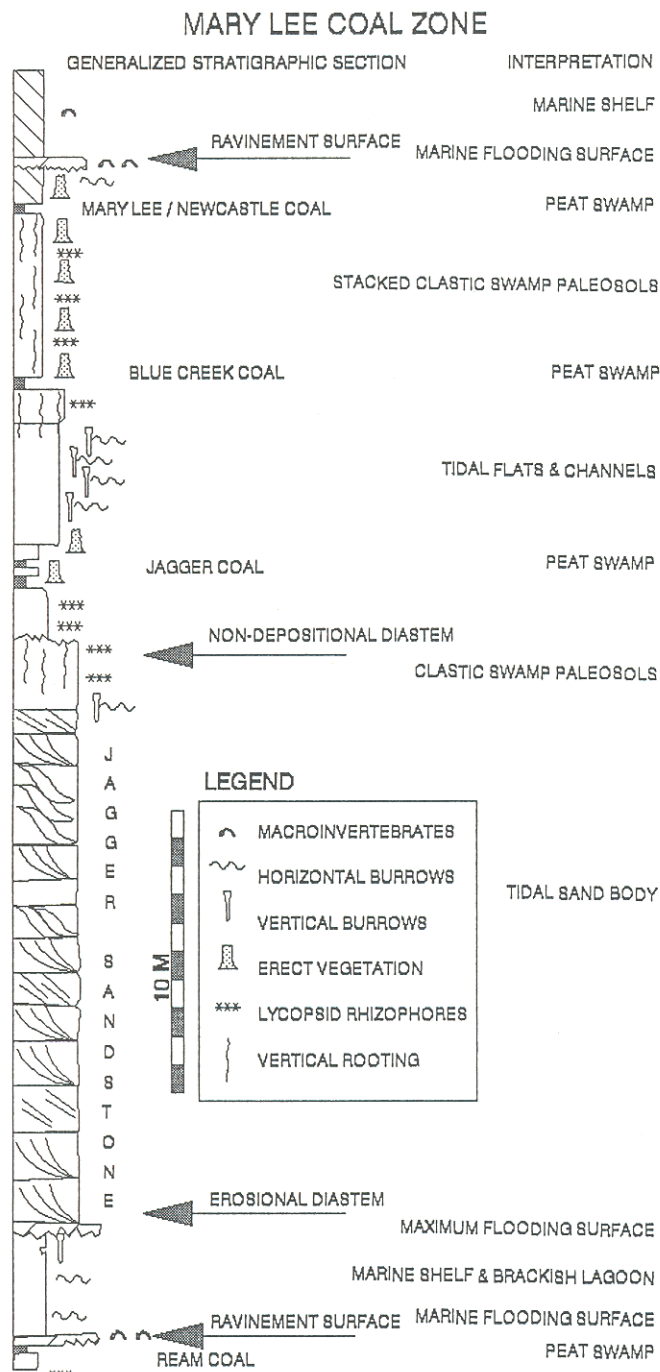 MARY LEE COAL ZONE
GENERALIZED STRATIGRAPHIC SECTION INTERPRETATION
MARINE SHELF
RAVINEMENT SURFACE
MARINE FLOODING SURFACE
MARY LEE / NEWCASTLE COAL PEAT SWAMP
STACKED CLASTIC SWAMP PALEOSOLS
BLUE CREEK COAL PEAT SWAMP
TIDAL FLATS & CHANNELS
JAGGER COAL PEAT SWAMP
NON-DEPOSITIONAL DIASTEM
CLASTIC SWAMP PALEOSOLS
JAGGER SANDSTONE
LEGEND
MACROINVERTEBRATES
HORIZONTAL BURROWS
VERTICAL BURROWS
ERECT VEGETATION
LYCOPSID RHIZOPHORES
VERTICAL ROOTING
10 M
TIDAL SAND BODY
EROSIONAL DIASTEM
MAXIMUM FLOODING SURFACE
MARINE SHELF & BRACKISH LAGOON
RAVINEMENT SURFACE MARINE FLOODING SURFACE
REAM COAL PEAT SWAMP